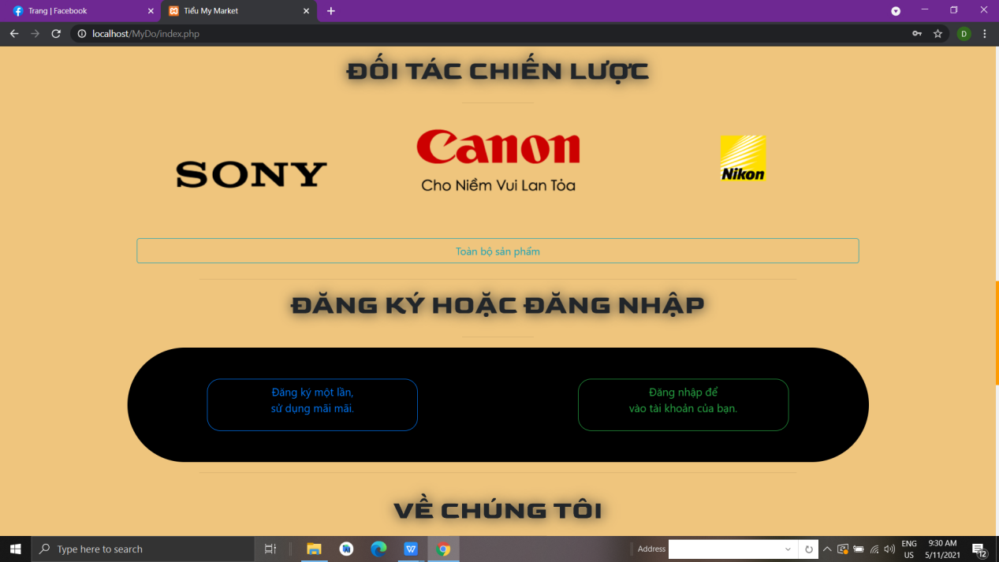 Trang | Facebook
Tiểu My Market
localhost/MyDo/index.php
D
ĐỐI TÁC CHIẾN LƯỢC
SONY
Canon
Cho Niềm Vui Lan Tỏa
Nikon
Toàn bộ sản phẩm
ĐĂNG KÝ HOẶC ĐĂNG NHẬP
Đăng ký một lần,
sử dụng mãi mãi.
Đăng nhập để
vào tài khoản của bạn.
VỀ CHÚNG TÔI
Type here to search
Address
ENG
US
9:30 AM
5/11/2021
12